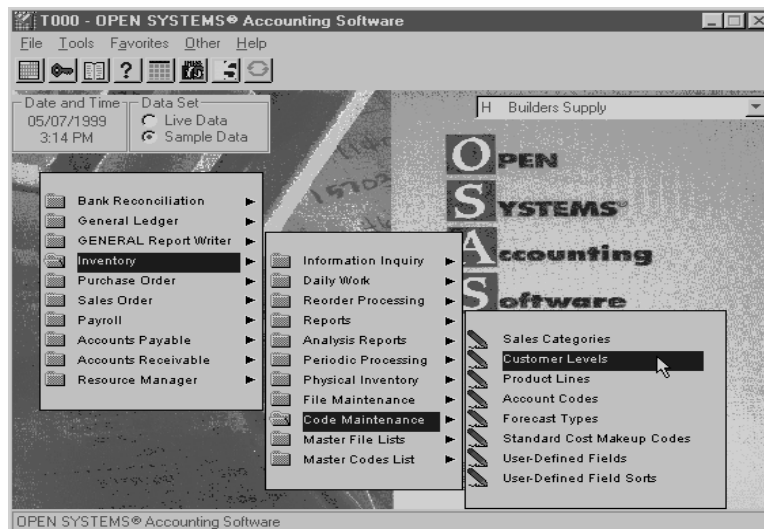 T000 - OPEN SYSTEMS® Accounting Software
File Tools Favorites Other Help
Date and Time
05/07/1999
3:14 PM
Data Set
Live Data
Sample Data
H Builders Supply
OPEN
SYSTEMS®
Accounting
Software
Bank Reconciliation
General Ledger
GENERAL Report Writer
Inventory
Purchase Order
Sales Order
Payroll
Accounts Payable
Accounts Receivable
Resource Manager
Information Inquiry
Daily Work
Reorder Processing
Reports
Analysis Reports
Periodic Processing
Physical Inventory
File Maintenance
Code Maintenance
Master File Lists
Master Codes List
Sales Categories
Customer Levels
Product Lines
Account Codes
Forecast Types
Standard Cost Makeup Codes
User-Defined Fields
User-Defined Field Sorts
OPEN SYSTEMS® Accounting Software